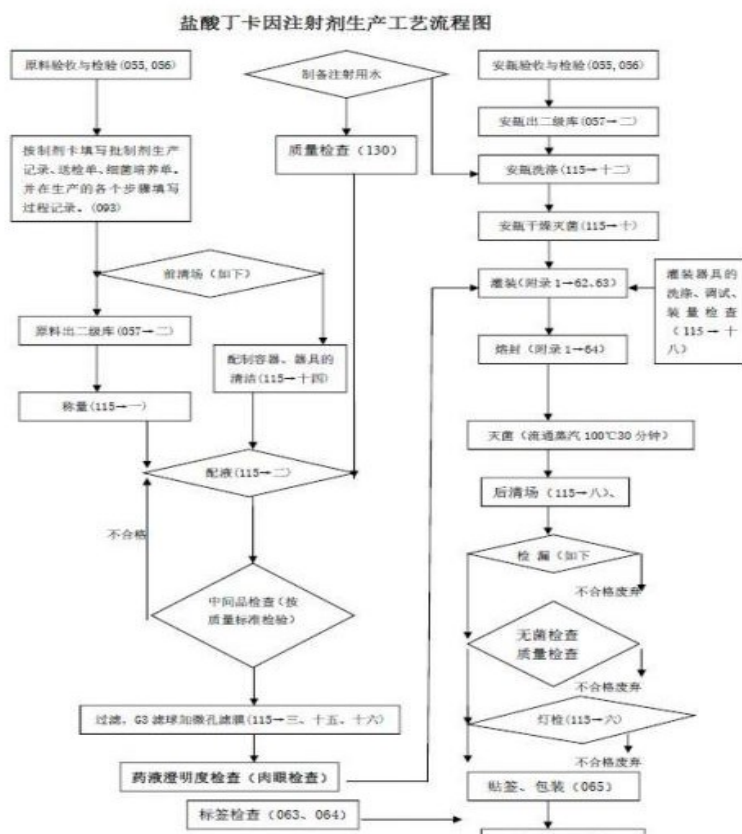 盐酸丁卡因注射剂生产工艺流程图
原料验收与检验(055,056)
制备注射用水
安瓶验收与检验(055,056)
安瓶出二级库(057→二)
按制剂卡填写批制剂生产
记录、送检单、细菌培养单。
并在生产的各个步骤填写
过程记录。(093)
质量检查(130)
安瓶洗涤(115→十二)
安瓶干燥灭菌(115→十)
前清场(如下)
灌装(附录1→62、63)
灌装器具的
洗涤、调试、
装量检查
(115→十
八)
原料出二级库(057→二)
配制容器、器具的
清洁(115→十四)
熔封(附录1→64)
称量(115→一)
灭菌(流通蒸汽100℃30分钟)
配液(115→二)
后清场(115→八)、
不合格
检 漏(如下
不合格废弃
中间品检查(按
质量标准检验)
无菌检查
质量检查
不合格废弃
过滤、G3滤球加微孔滤膜(115→三、十五、十六)
灯检(115→六)
不合格废弃
药液澄明度检查(肉眼检查)
贴签、包装(065)
标签检查(063、064)